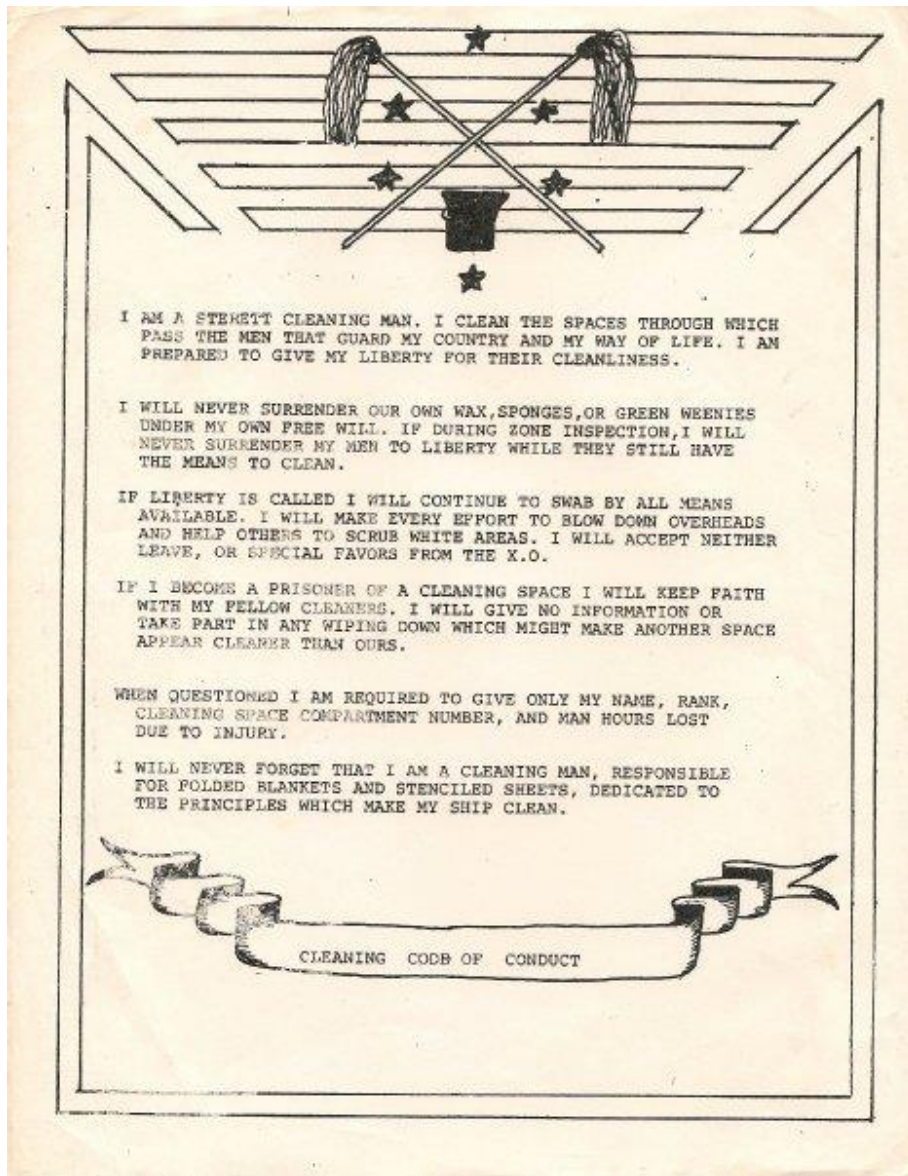 I AM A STERETT CLEANING MAN. I CLEAN THE SPACES THROUGH WHICH
PASS THE MEN THAT GUARD MY COUNTRY AND MY WAY OF LIFE. I AM
PREPARED TO GIVE MY LIBERTY FOR THEIR CLEANLINESS.
I WILL NEVER SURRENDER OUR OWN WAX,SPONGES,OR GREEN WEENIES
UNDER MY OWN FREE WILL. IF DURING ZONE INSPECTION,I WILL
NEVER SURRENDER MY MEN TO LIBERTY WHILE THEY STILL HAVE
THE MEANS TO CLEAN.
IF LIBERTY IS CALLED I WILL CONTINUE TO SWAB BY ALL MEANS
AVAILABLE. I WILL MAKE EVERY EFFORT TO BLOW DOWN OVERHEADS
AND HELP OTHERS TO SCRUB WHITE AREAS. I WILL ACCEPT NEITHER
LEAVE, OR SPECIAL FAVORS FROM THE X.O.
IF I BECOME A PRISONER OF A CLEANING SPACE I WILL KEEP FAITH
WITH MY FELLOW CLEANERS. I WILL GIVE NO INFORMATION OR
TAKE PART IN ANY WIPING DOWN WHICH MIGHT MAKE ANOTHER SPACE
APPEAR CLEANER THAN OURS.
WHEN QUESTIONED I AM REQUIRED TO GIVE ONLY MY NAME, RANK,
CLEANING SPACE COMPARTMENT NUMBER, AND MAN HOURS LOST
DUE TO INJURY.
I WILL NEVER FORGET THAT I AM A CLEANING MAN, RESPONSIBLE
FOR FOLDED BLANKETS AND STENCILED SHEETS, DEDICATED TO
THE PRINCIPLES WHICH MAKE MY SHIP CLEAN.
CLEANING CODE OF CONDUCT